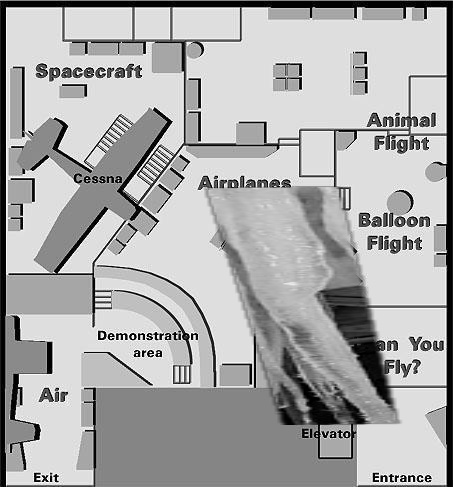 Spacecraft
Animal
Flight
Cessna
Airplanes
Balloon
Flight
Demonstration
area
an You
Fly?
Air
Elevator
Exit
Entrance